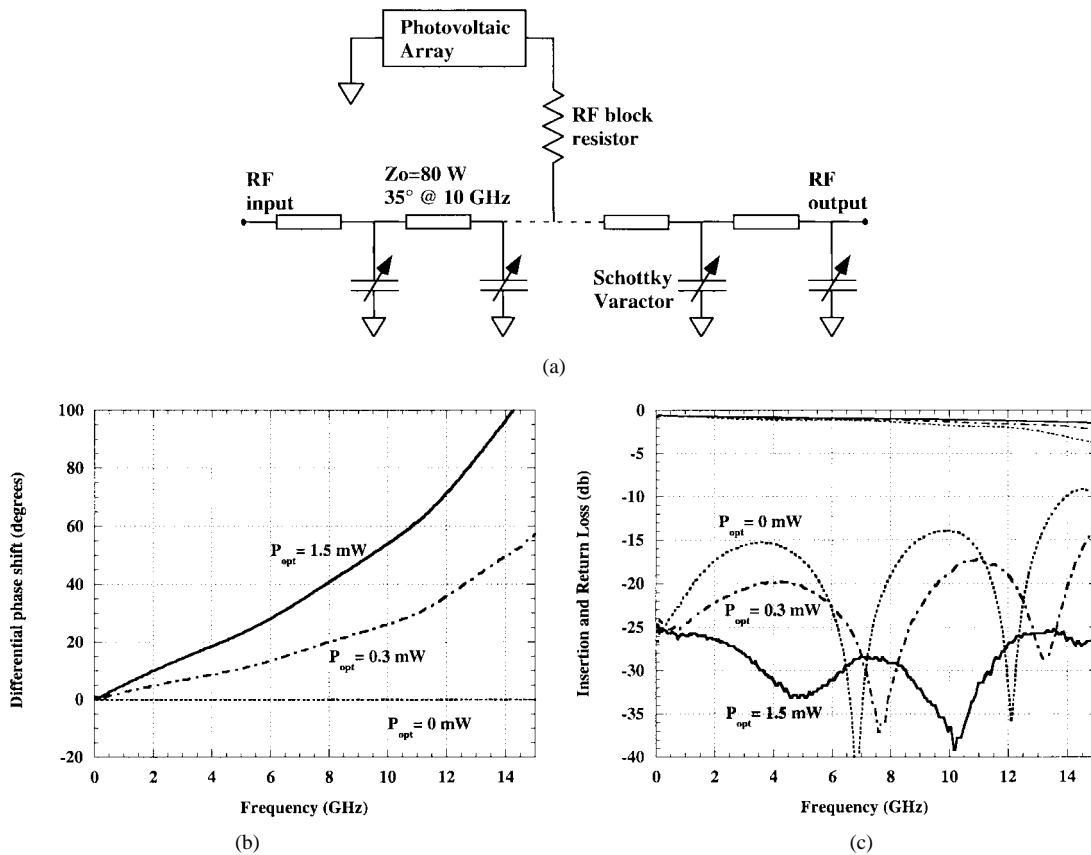 Photovoltaic
Array
RF block
resistor
RF
input
Zo=80 W
35° @ 10 GHz
RF
output
Schottky
Varactor
(a)
Differential phase shift (degrees)
100
80
60
40
20
0
-20
P_opt = 1.5 mW
P_opt = 0.3 mW
P_opt = 0 mW
0 2 4 6 8 10 12 14
Frequency (GHz)
(b)
Insertion and Return Loss (db)
0
-5
-10
-15
-20
-25
-30
-35
-40
P_opt = 0 mW
P_opt = 0.3 mW
P_opt = 1.5 mW
0 2 4 6 8 10 12 14
Frequency (GHz)
(c)